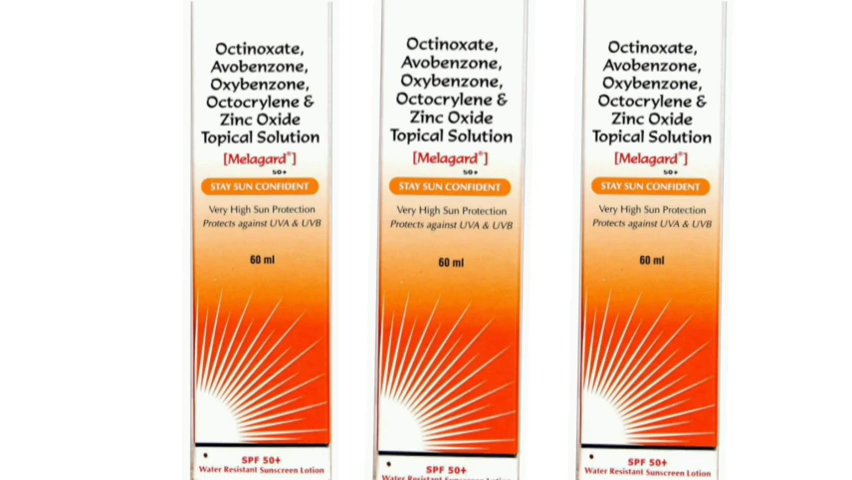 Octinoxate,
Avobenzone,
Oxybenzone,
Octocrylene &
Zinc Oxide
Topical Solution
[Melagard®]
50+
STAY SUN CONFIDENT
Very High Sun Protection
Protects against UVA & UVB
60 ml
SPF 50+
Water Resistant Sunscreen Lotion
Octinoxate,
Avobenzone,
Oxybenzone,
Octocrylene &
Zinc Oxide
Topical Solution
[Melagard®]
50+
STAY SUN CONFIDENT
Very High Sun Protection
Protects against UVA & UVB
60 ml
SPF 50+
Water Resistant Sunscreen Lotion
Octinoxate,
Avobenzone,
Oxybenzone,
Octocrylene &
Zinc Oxide
Topical Solution
[Melagard®]
50+
STAY SUN CONFIDENT
Very High Sun Protection
Protects against UVA & UVB
60 ml
SPF 50+
Water Resistant Sunscreen Lotion